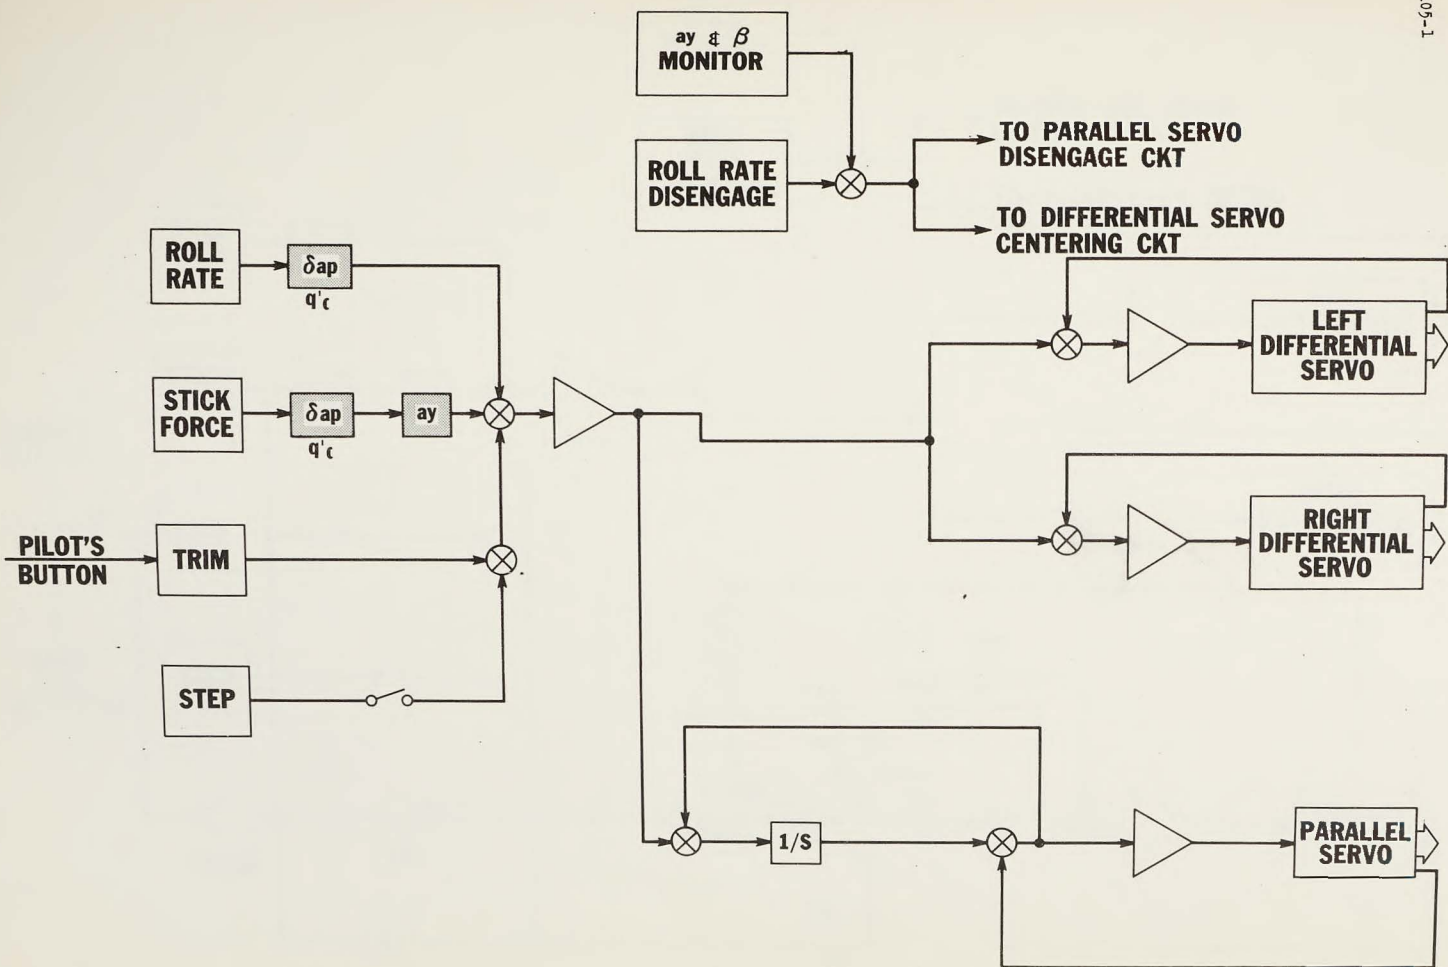 05-1
ay & β
MONITOR
ROLL RATE
DISENGAGE
TO PARALLEL SERVO
DISENGAGE CKT
TO DIFFERENTIAL SERVO
CENTERING CKT
ROLL
RATE
δap
q'c
STICK
FORCE
δap
q'c
ay
PILOT'S
BUTTON
TRIM
STEP
LEFT
DIFFERENTIAL
SERVO
RIGHT
DIFFERENTIAL
SERVO
1/S
PARALLEL
SERVO